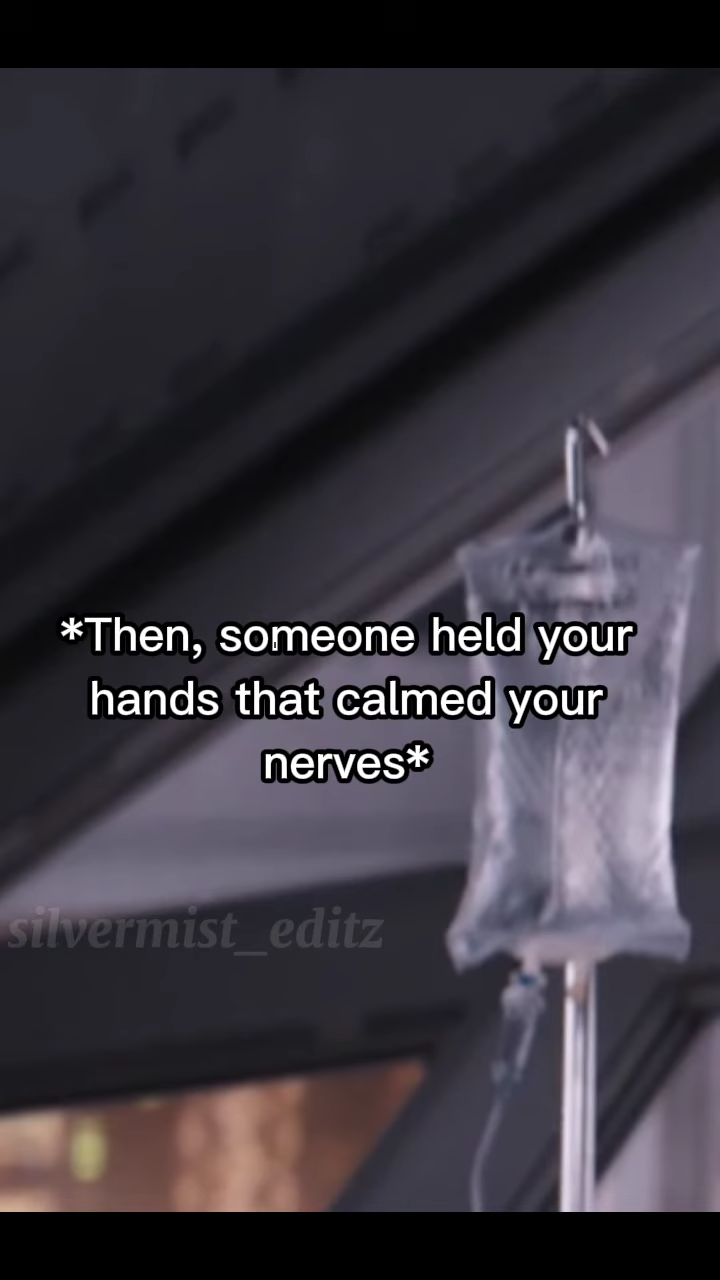 *Then, someone held your
hands that calmed your
nerves*
silvermist_editz